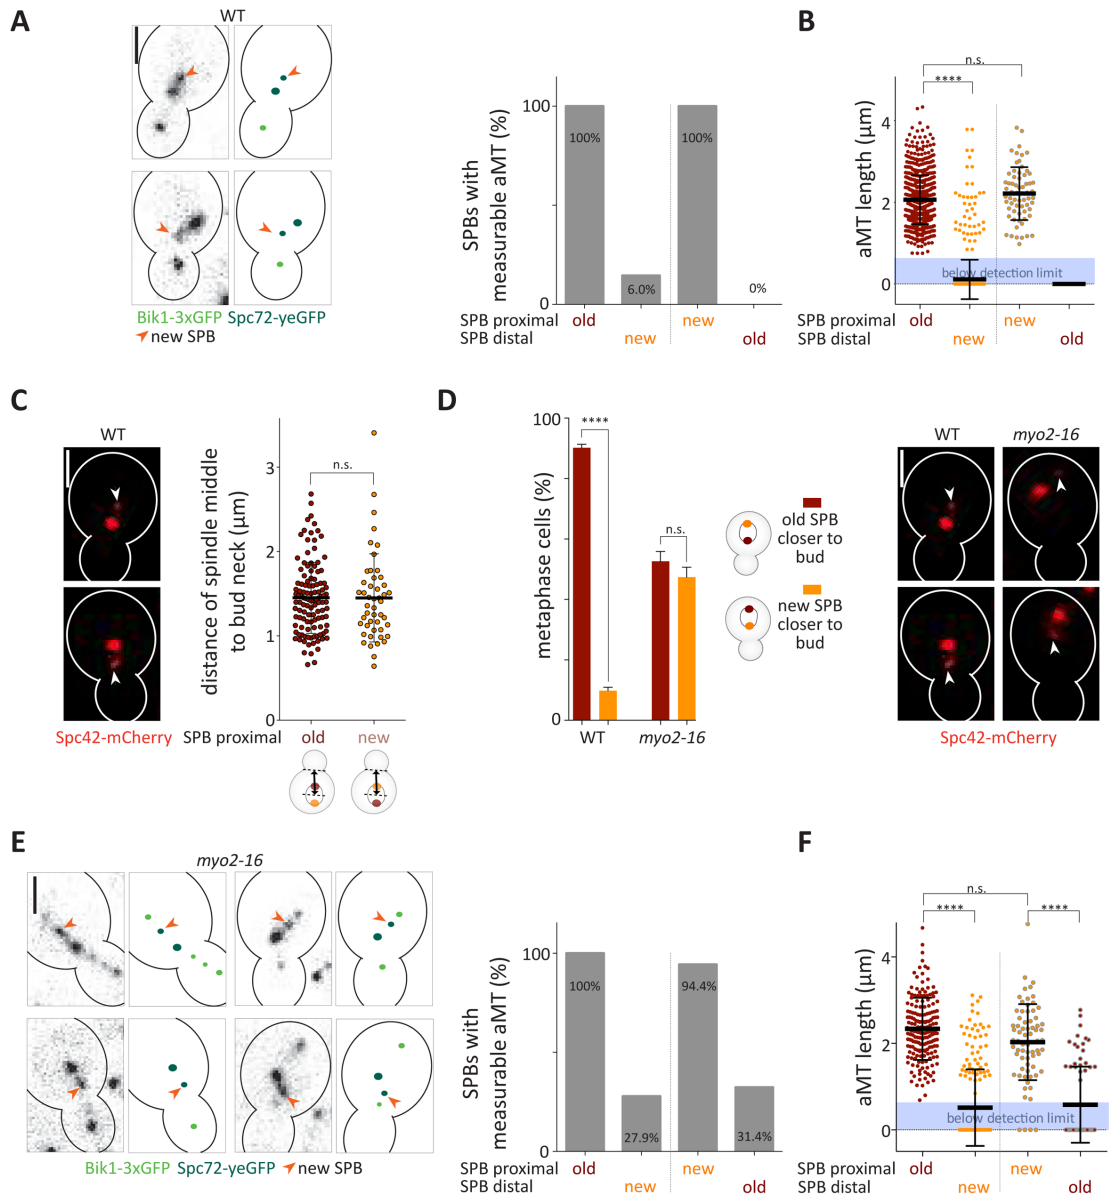 A
WT
Bik1-3xGFP Spc72-yeGFP
new SPB
SPBs with
measurable aMT (%)
100
0
100%
6.0%
100%
0%
SPB proximal old new
SPB distal new old
B
n.s.
****
aMT length (µm)
4
2
0
below detection limit
old new
new old
C
WT
Spc42-mCherry
distance of spindle middle
to bud neck (µm)
3
2
1
0
n.s.
SPB proximal old new
D
metaphase cells (%)
100
0
****
n.s.
WT myo2-16
old SPB
closer to
bud
new SPB
closer to
bud
WT myo2-16
Spc42-mCherry
E
myo2-16
Bik1-3xGFP Spc72-yeGFP new SPB
SPBs with
measurable aMT (%)
100
0
100%
27.9%
94.4%
31.4%
SPB proximal old new
SPB distal new old
F
n.s.
**** ****
aMT length (µm)
4
2
0
below detection limit
SPB proximal old new
SPB distal new old